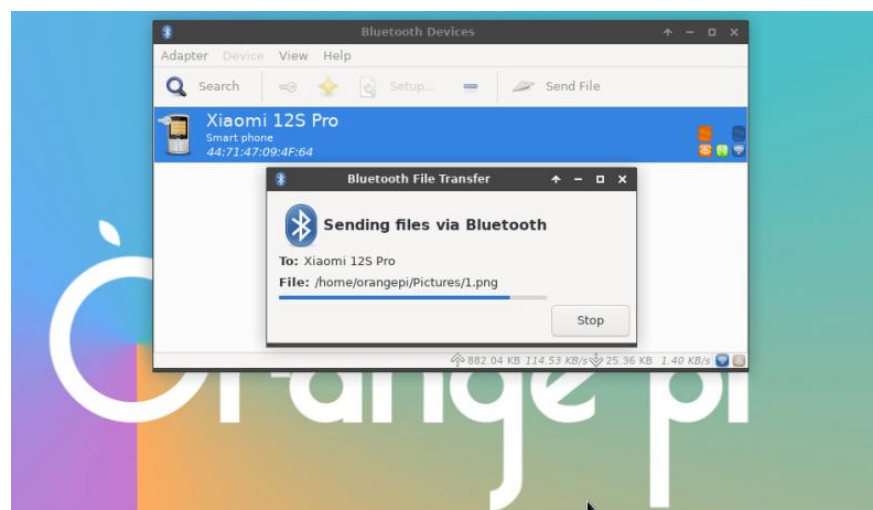 Bluetooth Devices
Adapter Device View Help
Search Setup... Send File
Xiaomi 12S Pro
Smart phone
44:71:47:09:4F:64
Bluetooth File Transfer
Sending files via Bluetooth
To: Xiaomi 12S Pro
File: /home/orangepi/Pictures/1.png
Stop
882.04 KB 114.53 KB/s 25.36 KB 1.40 KB/s
Orange pi